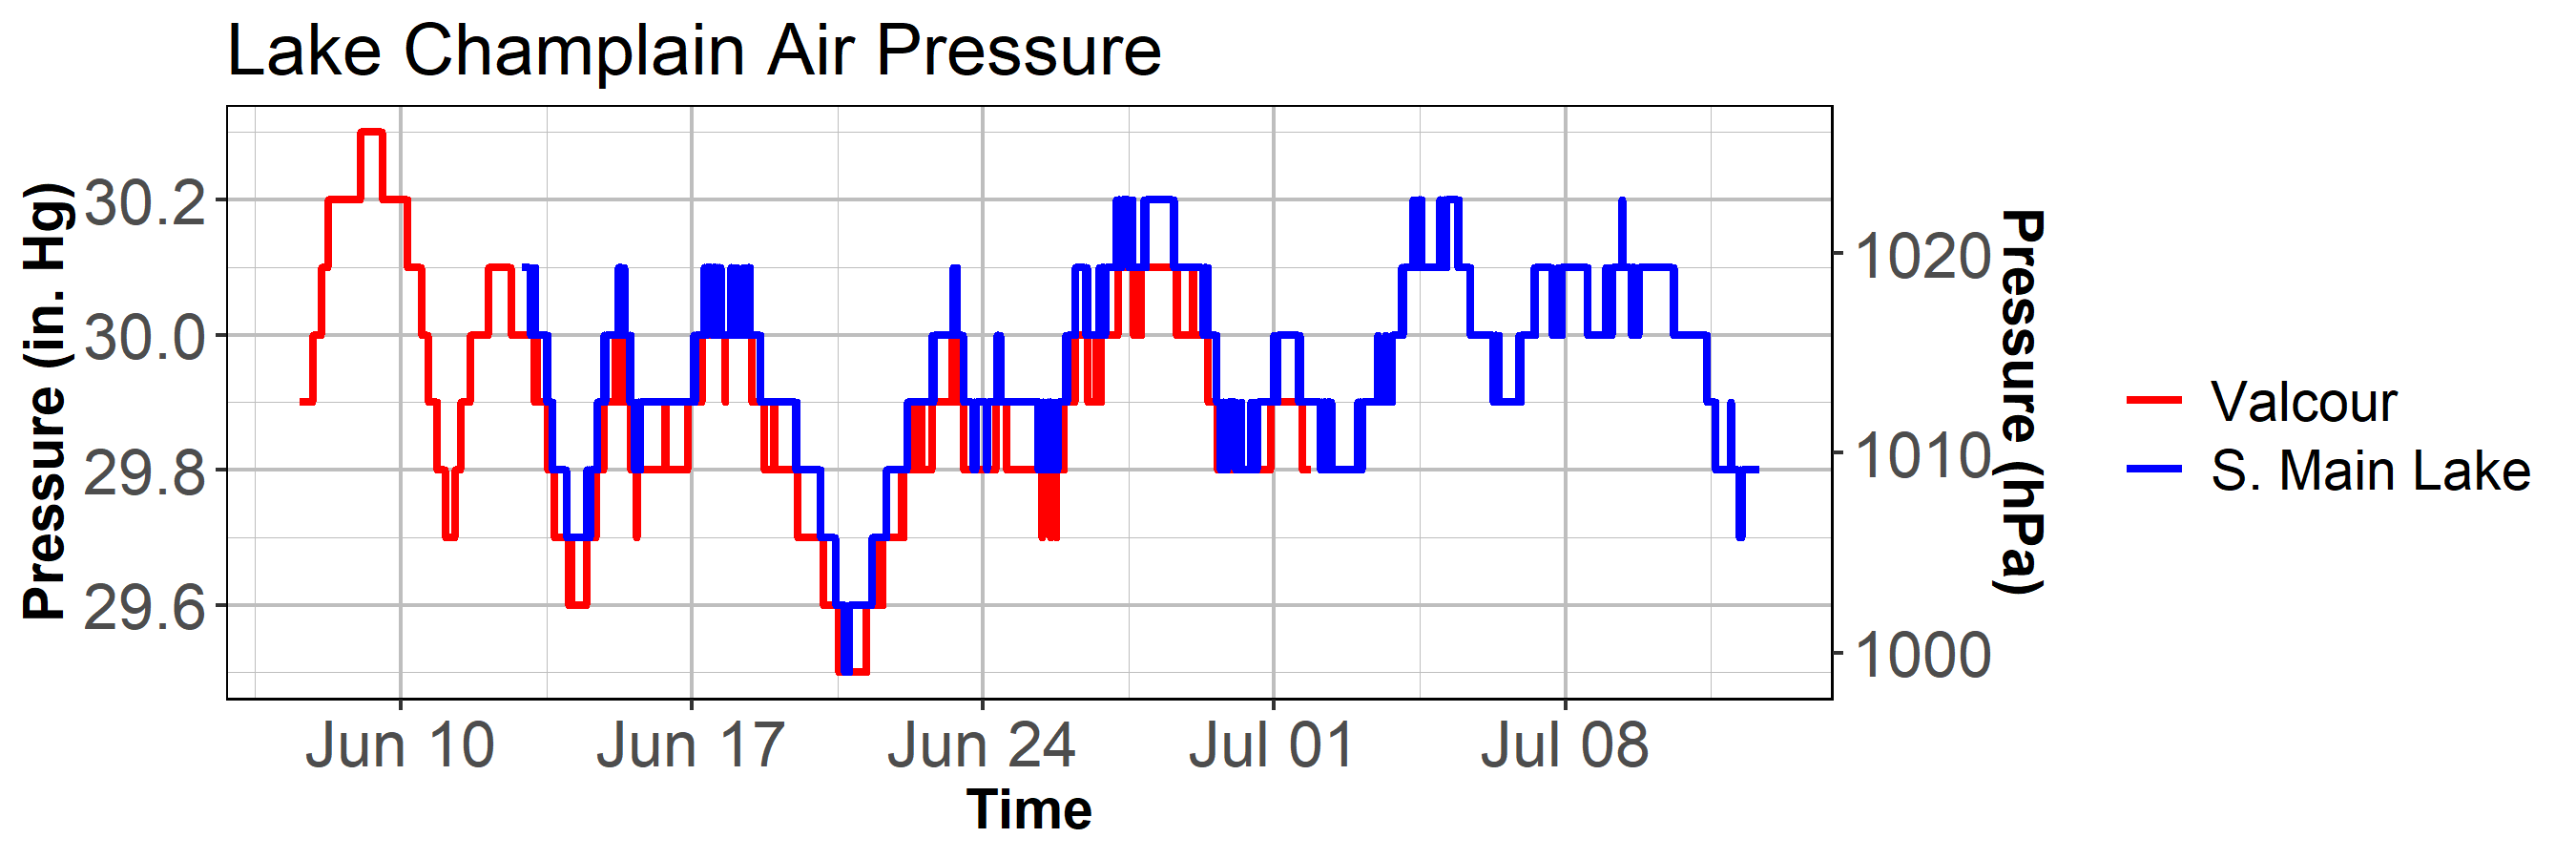 Lake Champlain Air Pressure
Pressure (in. Hg)
30.2
30.0
29.8
29.6
1020
1010
1000
Pressure (hPa)
Jun 10
Jun 17
Jun 24
Jul 01
Jul 08
Time
Valcour
S. Main Lake